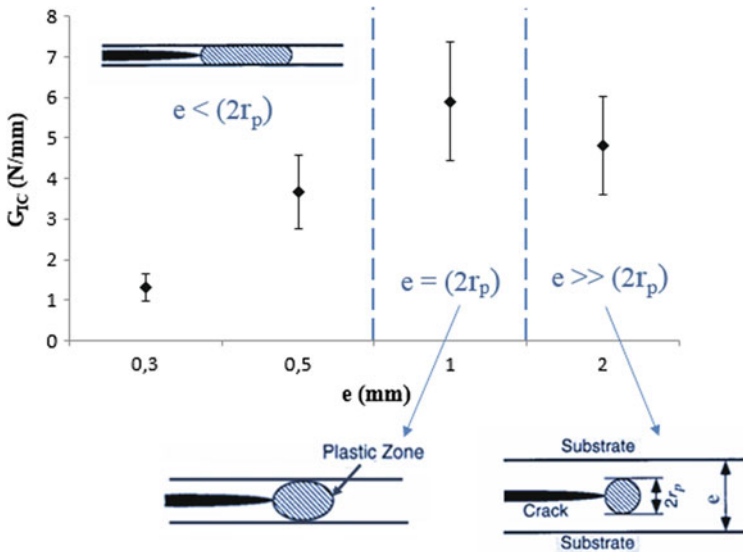 8
7
6
5
4
3
2
1
0
G_IC (N/mm)
e < (2r_p)
e = (2r_p)
e >> (2r_p)
0,3 0,5 1 2
e (mm)
Plastic Zone
Substrate
Crack
2r_p
e
Substrate